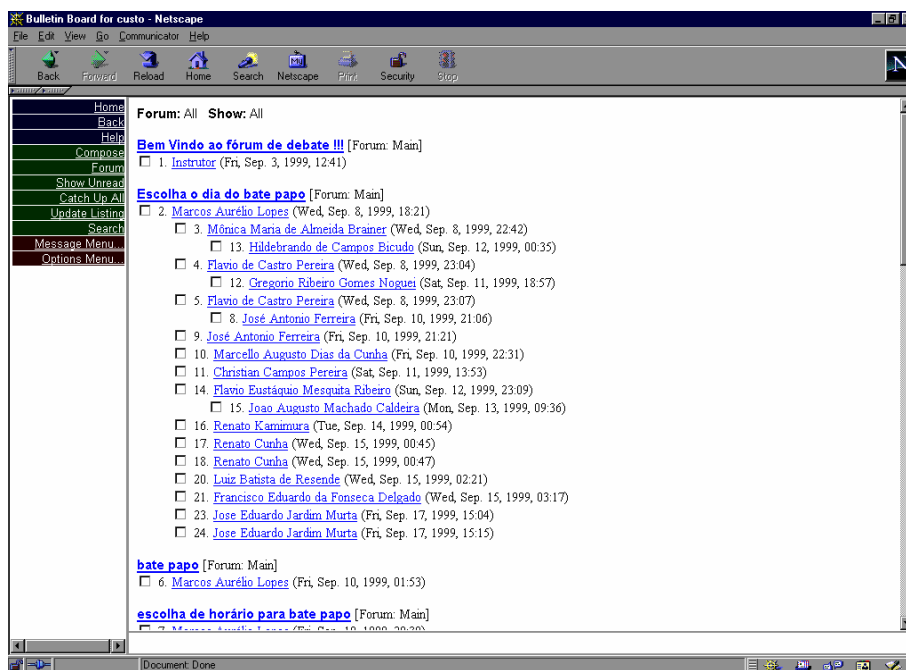 Bulletin Board for custo - Netscape
File Edit View Go Communicator Help
Back Forward Reload Home Search Netscape Print Security Stop
N
Home
Back
Help
Compose
Forum
Show Unread
Catch Up All
Update Listing
Search
Message Menu...
Options Menu...
Forum: All Show: All
Bem Vindo ao fórum de debate !!! [Forum: Main]
1. Instrutor (Fri, Sep. 3, 1999, 12:41)
Escolha o dia do bate papo [Forum: Main]
2. Marcos Aurélio Lopes (Wed, Sep. 8, 1999, 18:21)
3. Mônica Maria de Almeida Brainer (Wed, Sep. 8, 1999, 22:42)
13. Hildebrando de Campos Bicudo (Sun, Sep. 12, 1999, 00:35)
4. Flavio de Castro Pereira (Wed, Sep. 8, 1999, 23:04)
12. Gregorio Ribeiro Gomes Noguei (Sat, Sep. 11, 1999, 18:57)
5. Flavio de Castro Pereira (Wed, Sep. 8, 1999, 23:07)
8. José Antonio Ferreira (Fri, Sep. 10, 1999, 21:06)
9. José Antonio Ferreira (Fri, Sep. 10, 1999, 21:21)
10. Marcello Augusto Dias da Cunha (Fri, Sep. 10, 1999, 22:31)
11. Christian Campos Pereira (Sat, Sep. 11, 1999, 13:53)
14. Flavio Eustáquio Mesquita Ribeiro (Sun, Sep. 12, 1999, 23:09)
15. Joao Augusto Machado Caldeira (Mon, Sep. 13, 1999, 09:36)
16. Renato Kamimura (Tue, Sep. 14, 1999, 00:54)
17. Renato Cunha (Wed, Sep. 15, 1999, 00:45)
18. Renato Cunha (Wed, Sep. 15, 1999, 00:47)
20. Luiz Batista de Resende (Wed, Sep. 15, 1999, 02:21)
21. Francisco Eduardo da Fonseca Delgado (Wed, Sep. 15, 1999, 03:17)
23. Jose Eduardo Jardim Murta (Fri, Sep. 17, 1999, 15:04)
24. Jose Eduardo Jardim Murta (Fri, Sep. 17, 1999, 15:15)
bate papo [Forum: Main]
6. Marcos Aurélio Lopes (Fri, Sep. 10, 1999, 01:53)
escolha de horário para bate papo [Forum: Main]
Document: Done